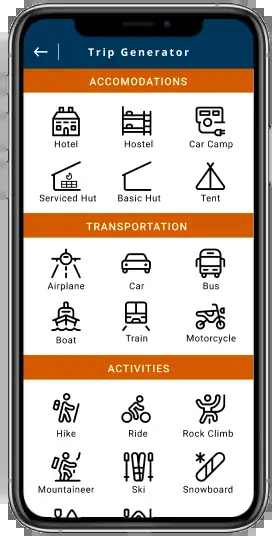 Trip Generator
ACCOMODATIONS
Hotel Hostel Car Camp
Serviced Hut Basic Hut Tent
TRANSPORTATION
Airplane Car Bus
Boat Train Motorcycle
ACTIVITIES
Hike Ride Rock Climb
Mountaineer Ski Snowboard